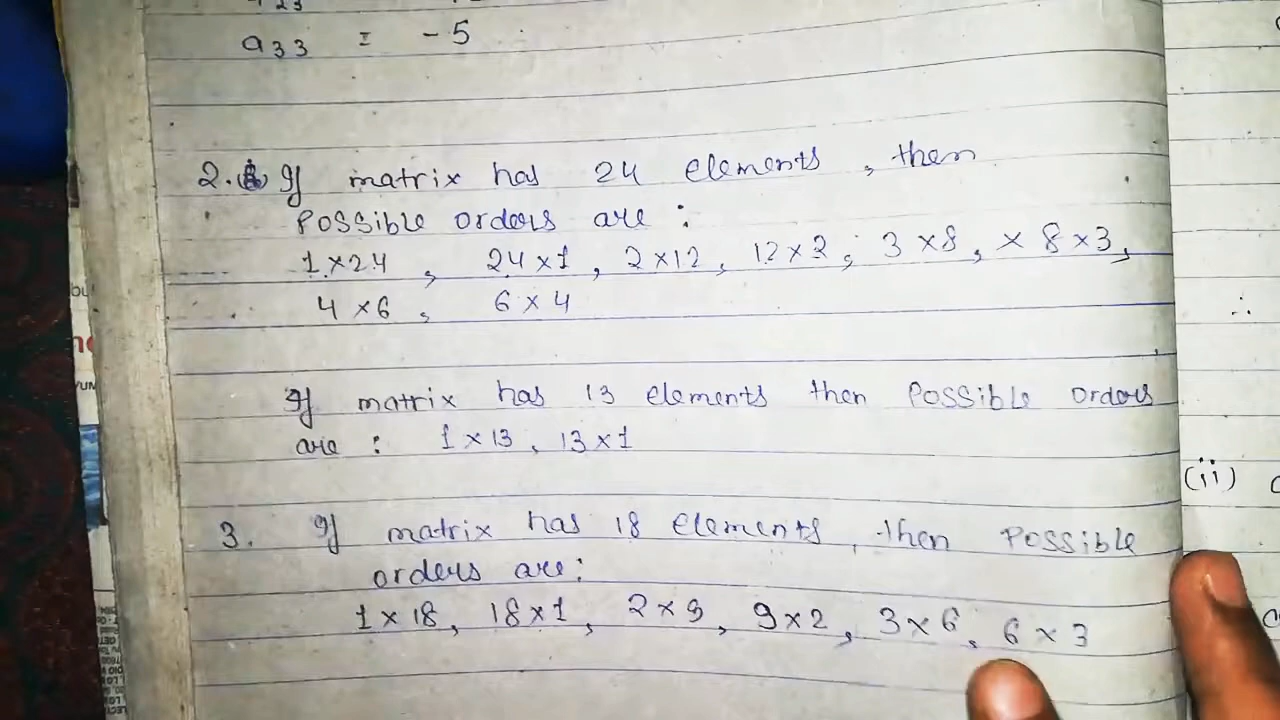 a33 = -5
2. If matrix has 24 elements, then
possible orders are :
1×24, 24×1, 2×12, 12×2, 3×8, × 8×3,
4×6, 6×4
If matrix has 13 elements then possible orders
are : 1×13, 13×1
(ii)
3. If matrix has 18 elements, then possible
orders are:
1×18, 18×1, 2×9, 9×2, 3×6, 6×3